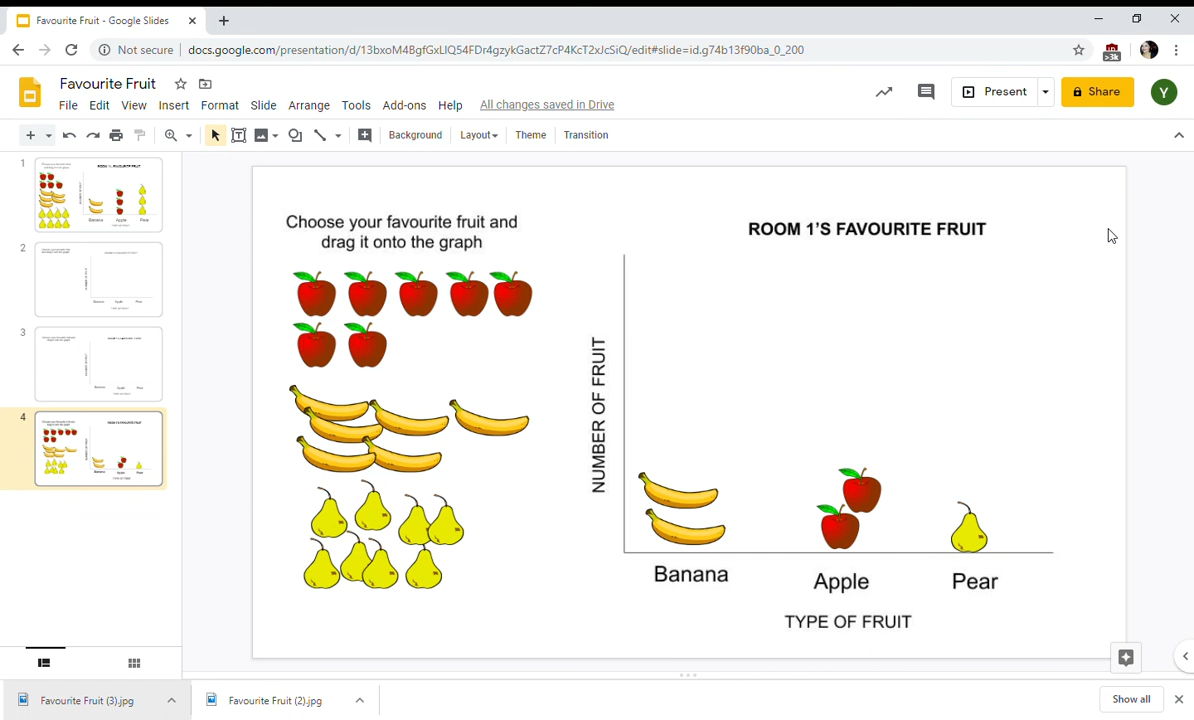 Favourite Fruit - Google Slides
Not secure | docs.google.com/presentation/d/13bxoM4BgfGxLIQ54FDr4gzykGactZ7cP4KcT2xJcSiQ/edit#slide=id.g74b13f90ba_0_200
>3k
Favourite Fruit
File Edit View Insert Format Slide Arrange Tools Add-ons Help All changes saved in Drive
Present
Share
Y
Background Layout Theme Transition
1
2
3
4
Choose your favourite fruit and
drag it onto the graph
ROOM 1'S FAVOURITE FRUIT
NUMBER OF FRUIT
Banana Apple Pear
TYPE OF FRUIT
Favourite Fruit (3).jpg
Favourite Fruit (2).jpg
Show all